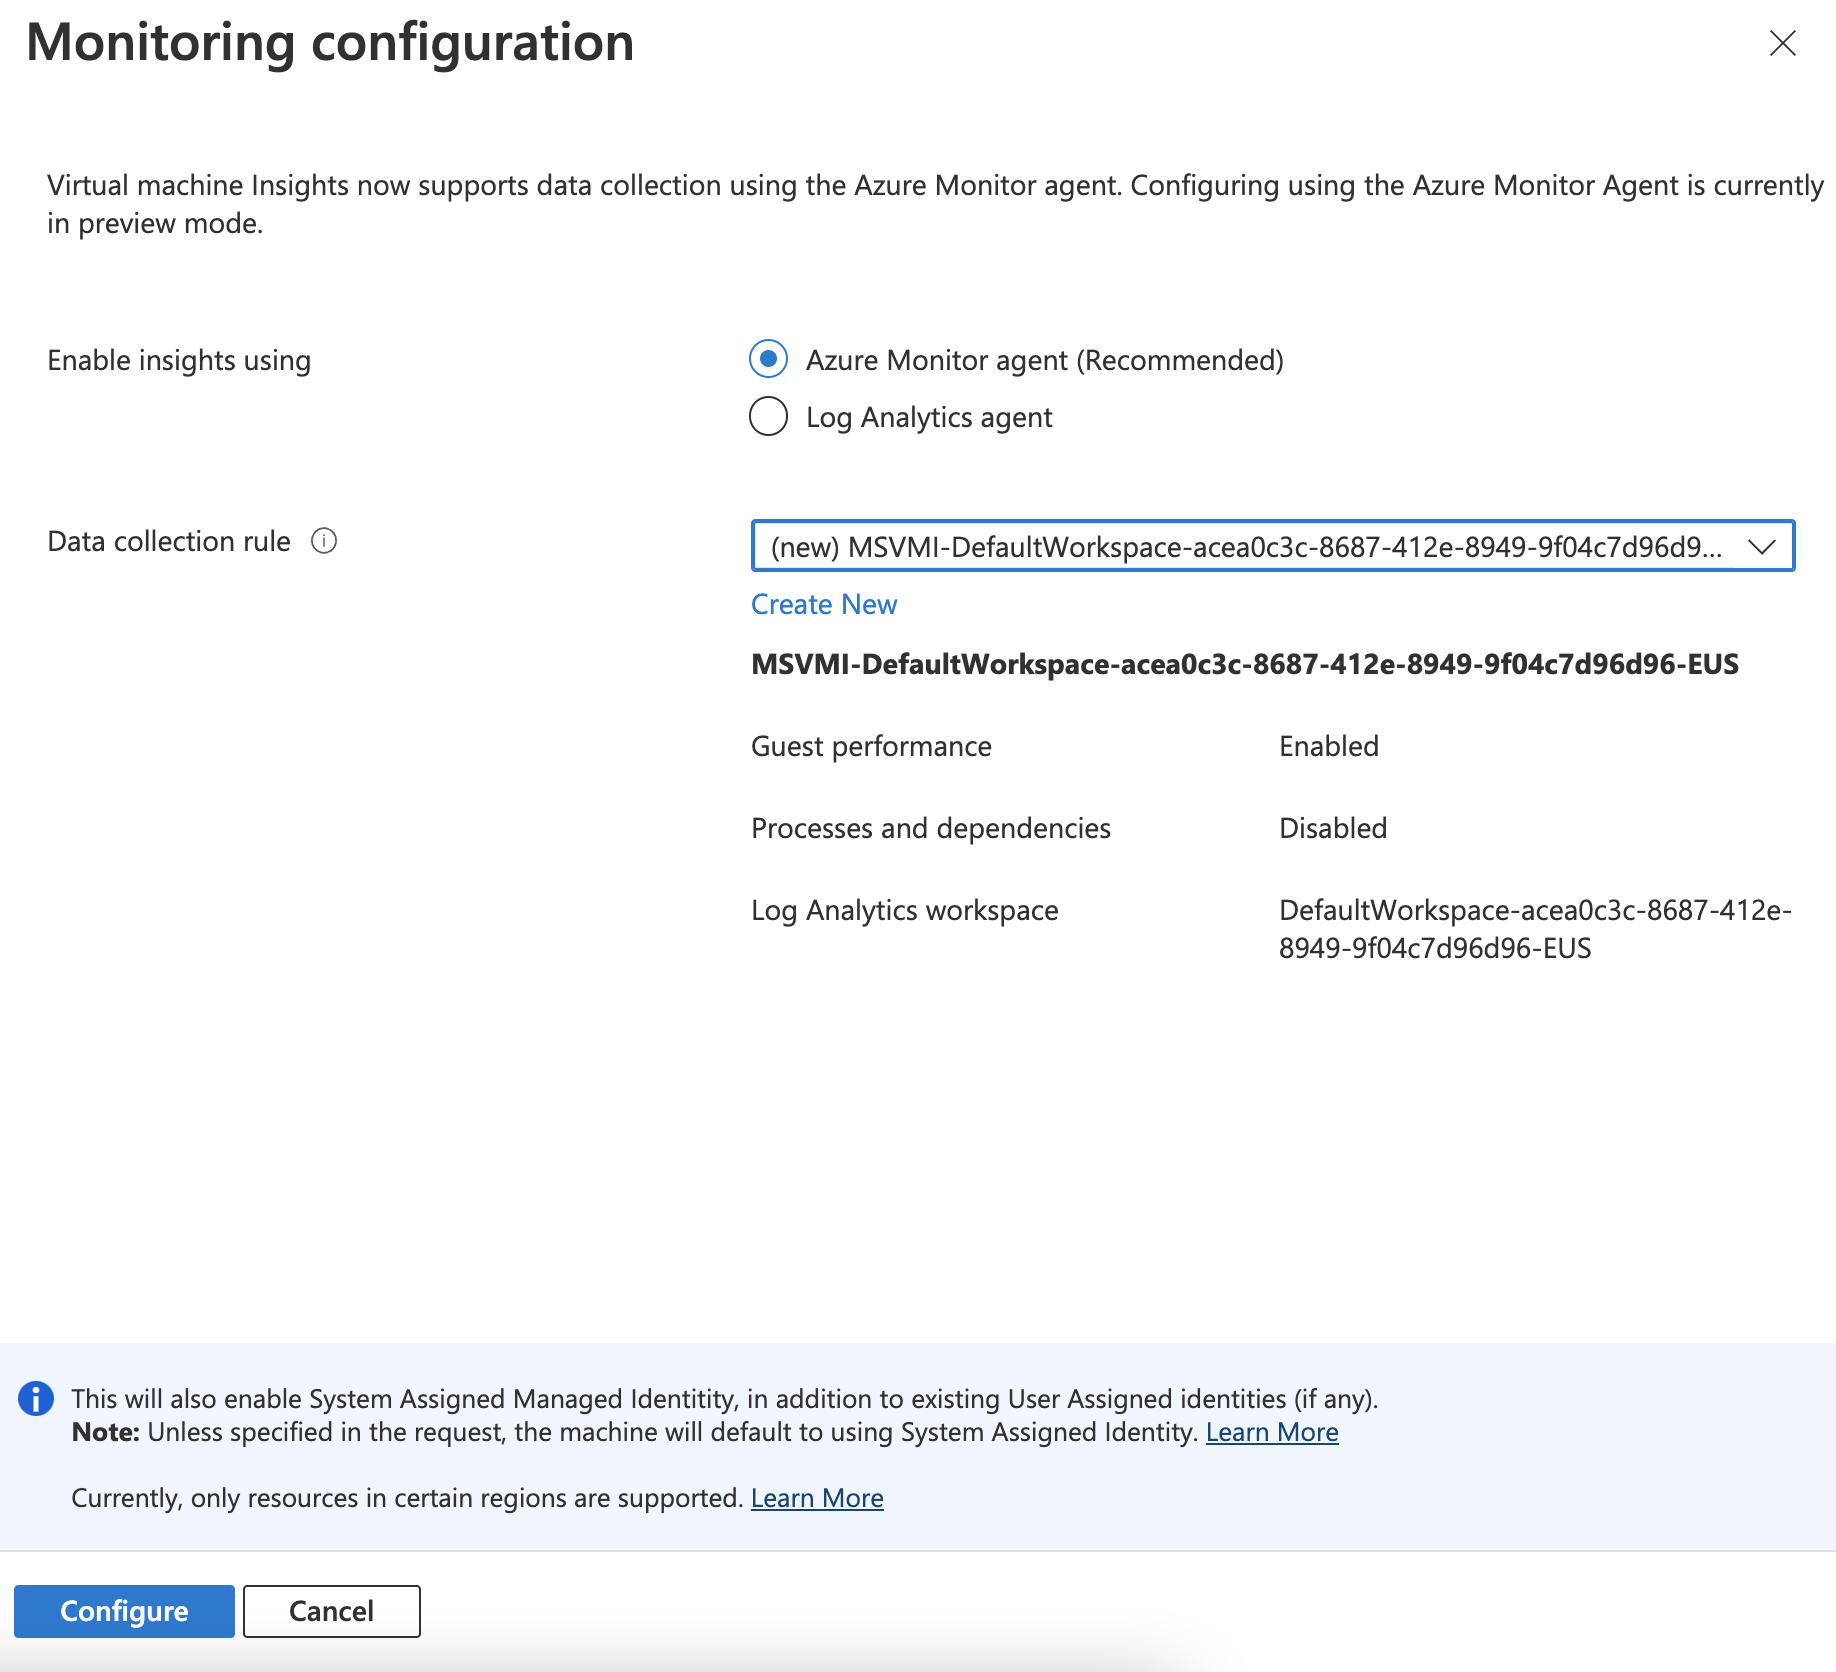 Monitoring configuration
Virtual machine Insights now supports data collection using the Azure Monitor agent. Configuring using the Azure Monitor Agent is currently
in preview mode.
Enable insights using
Azure Monitor agent (Recommended)
Log Analytics agent
Data collection rule
(new) MSVMI-DefaultWorkspace-acea0c3c-8687-412e-8949-9f04c7d96d9...
Create New
MSVMI-DefaultWorkspace-acea0c3c-8687-412e-8949-9f04c7d96d96-EUS
Guest performance Enabled
Processes and dependencies Disabled
Log Analytics workspace DefaultWorkspace-acea0c3c-8687-412e-
8949-9f04c7d96d96-EUS
This will also enable System Assigned Managed Identitity, in addition to existing User Assigned identities (if any).
Note: Unless specified in the request, the machine will default to using System Assigned Identity. Learn More
Currently, only resources in certain regions are supported. Learn More
Configure Cancel